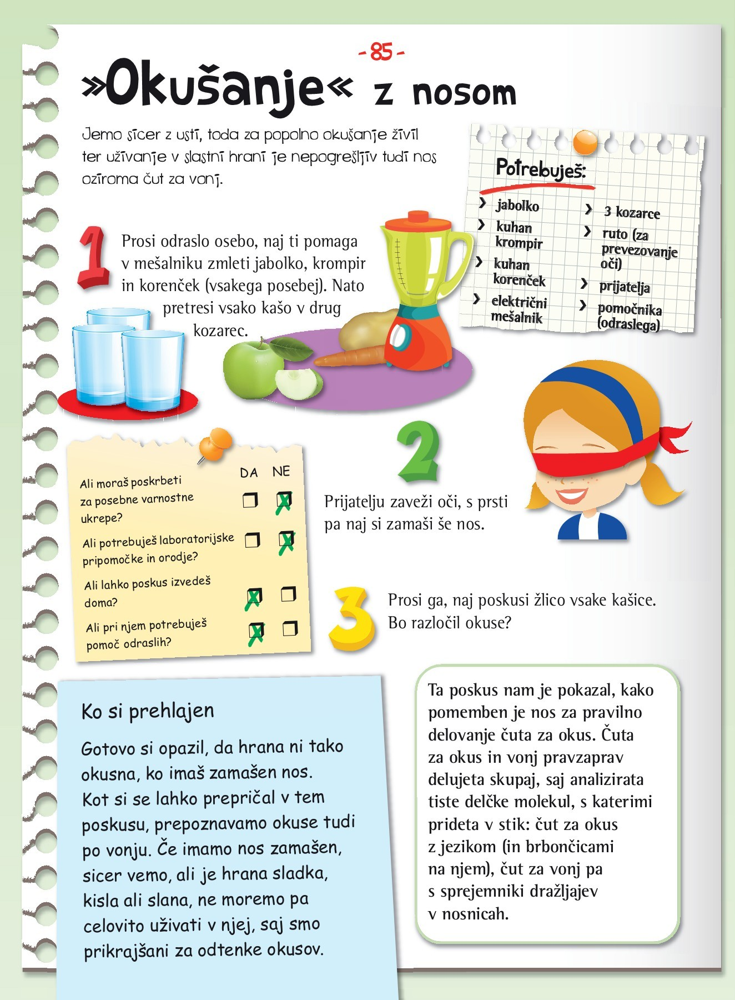 - 85 -
»Okušanje« z nosom
Jemo sicer z usti, toda za popolno okušanje živil
ter uživanje v slastni hrani je nepogrešljiv tudi nos
oziroma čut za vonj.
Potrebuješ:
› jabolko
› kuhan
krompir
› kuhan
korenček
› električni
mešalnik
› 3 kozarce
› ruto (za
prevezovanje
oči)
› prijatelja
› pomočnika
(odraslega)
1
Prosi odraslo osebo, naj ti pomaga
v mešalniku zmleti jabolko, krompir
in korenček (vsakega posebej). Nato
pretresi vsako kašo v drug
kozarec.
2
Prijatelju zaveži oči, s prsti
pa naj si zamaši še nos.
DA NE
Ali moraš poskrbeti
za posebne varnostne
ukrepe?
Ali potrebuješ laboratorijske
pripomočke in orodje?
Ali lahko poskus izvedeš
doma?
Ali pri njem potrebuješ
pomoč odraslih?
3
Prosi ga, naj poskusi žlico vsake kašice.
Bo razločil okuse?
Ko si prehlajen
Gotovo si opazil, da hrana ni tako
okusna, ko imaš zamašen nos.
Kot si se lahko prepričal v tem
poskusu, prepoznavamo okuse tudi
po vonju. Če imamo nos zamašen,
sicer vemo, ali je hrana sladka,
kisla ali slana, ne moremo pa
celovito uživati v njej, saj smo
prikrajšani za odtenke okusov.
Ta poskus nam je pokazal, kako
pomemben je nos za pravilno
delovanje čuta za okus. Čuta
za okus in vonj pravzaprav
delujeta skupaj, saj analizirata
tiste delčke molekul, s katerimi
prideta v stik: čut za okus
z jezikom (in brbončicami
na njem), čut za vonj pa
s sprejemniki dražljajev
v nosnicah.